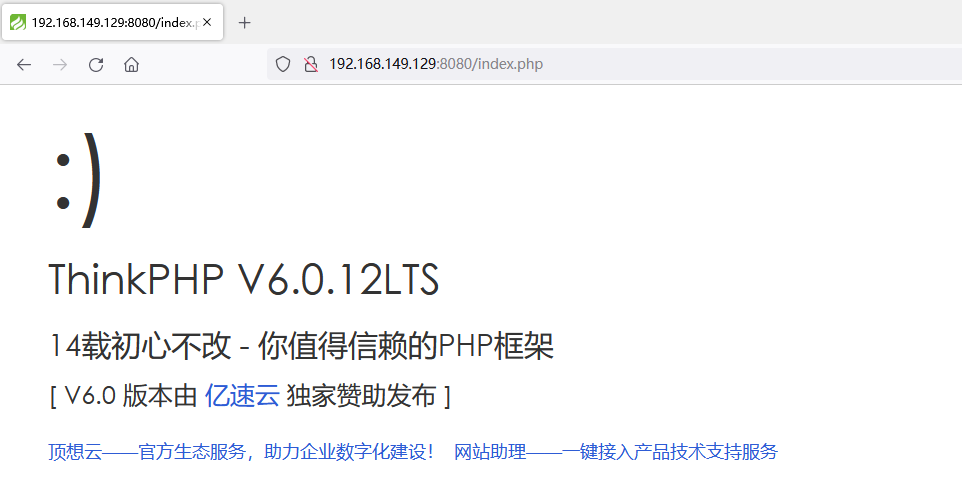 192.168.149.129:8080/index.p
192.168.149.129:8080/index.php
:)
ThinkPHP V6.0.12LTS
14载初心不改 - 你值得信赖的PHP框架
[ V6.0 版本由 亿速云 独家赞助发布 ]
顶想云——官方生态服务，助力企业数字化建设！ 网站助理——一键接入产品技术支持服务